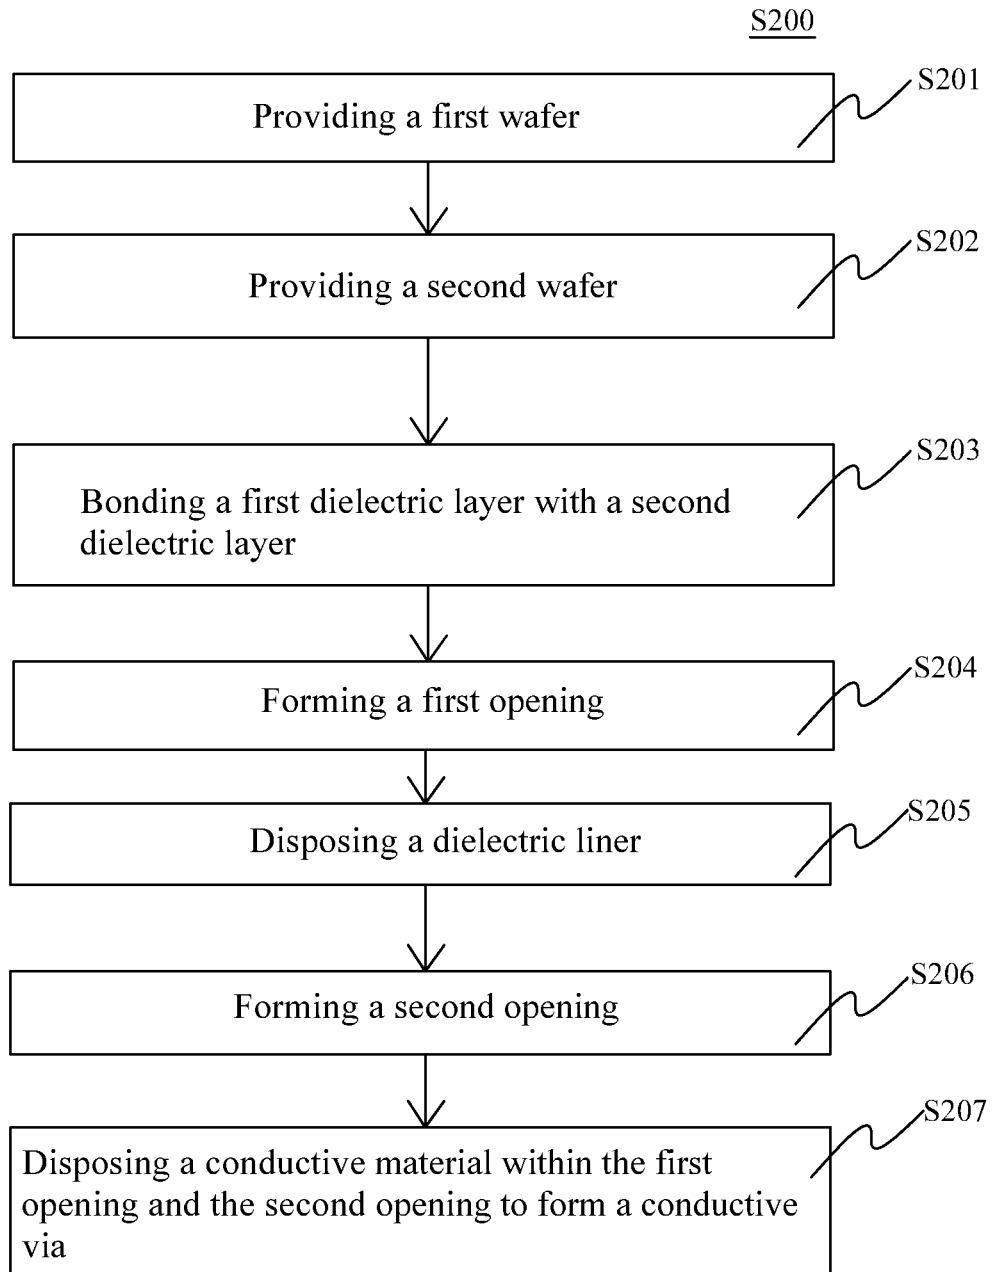 S200
S201
Providing a first wafer
S202
Providing a second wafer
S203
Bonding a first dielectric layer with a second
dielectric layer
S204
Forming a first opening
S205
Disposing a dielectric liner
S206
Forming a second opening
S207
Disposing a conductive material within the first
opening and the second opening to form a conductive
via